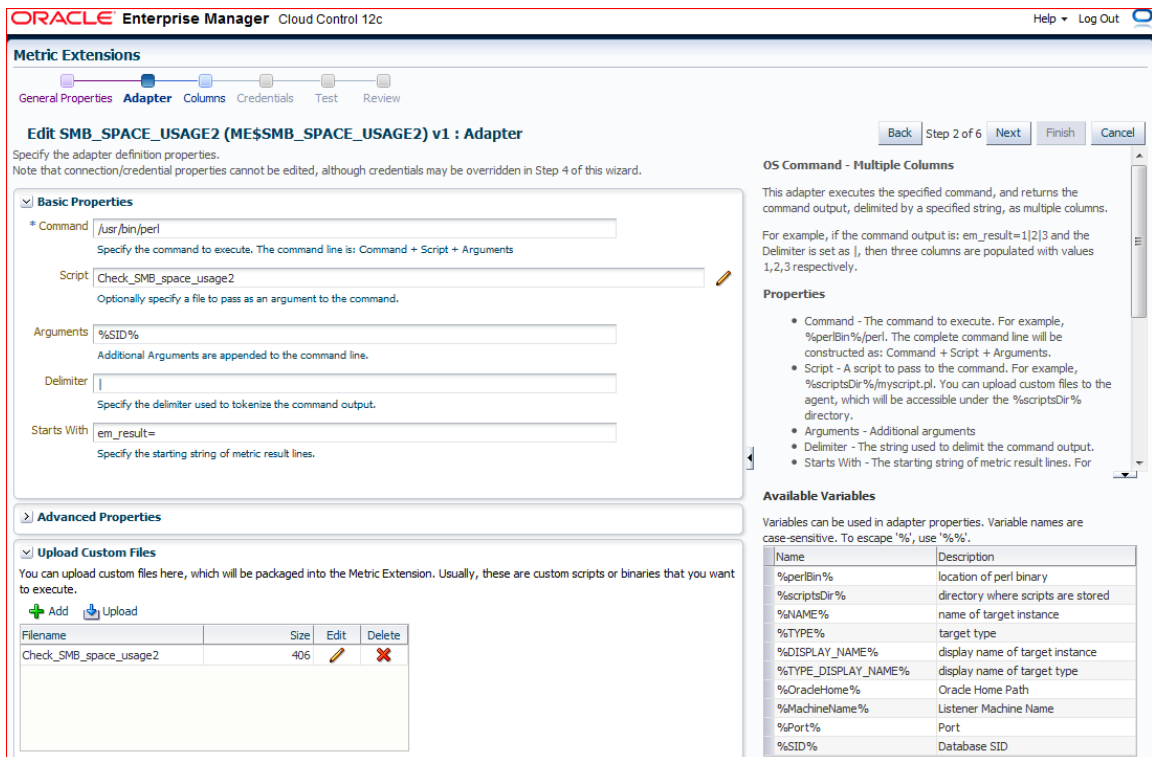 ORACLE Enterprise Manager Cloud Control 12c
Help Log Out
Metric Extensions
General Properties Adapter Columns Credentials Test Review
Edit SMB_SPACE_USAGE2 (ME$SMB_SPACE_USAGE2) v1 : Adapter
Back Step 2 of 6 Next Finish Cancel
Specify the adapter definition properties.
Note that connection/credential properties cannot be edited, although credentials may be overridden in Step 4 of this wizard.
Basic Properties
* Command /usr/bin/perl
Specify the command to execute. The command line is: Command + Script + Arguments
Script Check_SMB_space_usage2
Optionally specify a file to pass as an argument to the command.
Arguments %SID%
Additional Arguments are appended to the command line.
Delimiter |
Specify the delimiter used to tokenize the command output.
Starts With em_result=
Specify the starting string of metric result lines.
Advanced Properties
Upload Custom Files
You can upload custom files here, which will be packaged into the Metric Extension. Usually, these are custom scripts or binaries that you want
to execute.
Add Upload
Filename Size Edit Delete
Check_SMB_space_usage2 406
OS Command - Multiple Columns
This adapter executes the specified command, and returns the
command output, delimited by a specified string, as multiple columns.
For example, if the command output is: em_result=1|2|3 and the
Delimiter is set as |, then three columns are populated with values
1,2,3 respectively.
Properties
• Command - The command to execute. For example,
%perlBin%/perl. The complete command line will be
constructed as: Command + Script + Arguments.
• Script - A script to pass to the command. For example,
%scriptsDir%/myscript.pl. You can upload custom files to the
agent, which will be accessible under the %scriptsDir%
directory.
• Arguments - Additional arguments
• Delimiter - The string used to delimit the command output.
• Starts With - The starting string of metric result lines. For
Available Variables
Variables can be used in adapter properties. Variable names are
case-sensitive. To escape '%', use '%%'.
Name Description
%perlBin% location of perl binary
%scriptsDir% directory where scripts are stored
%NAME% name of target instance
%TYPE% target type
%DISPLAY_NAME% display name of target instance
%TYPE_DISPLAY_NAME% display name of target type
%OracleHome% Oracle Home Path
%MachineName% Listener Machine Name
%Port% Port
%SID% Database SID